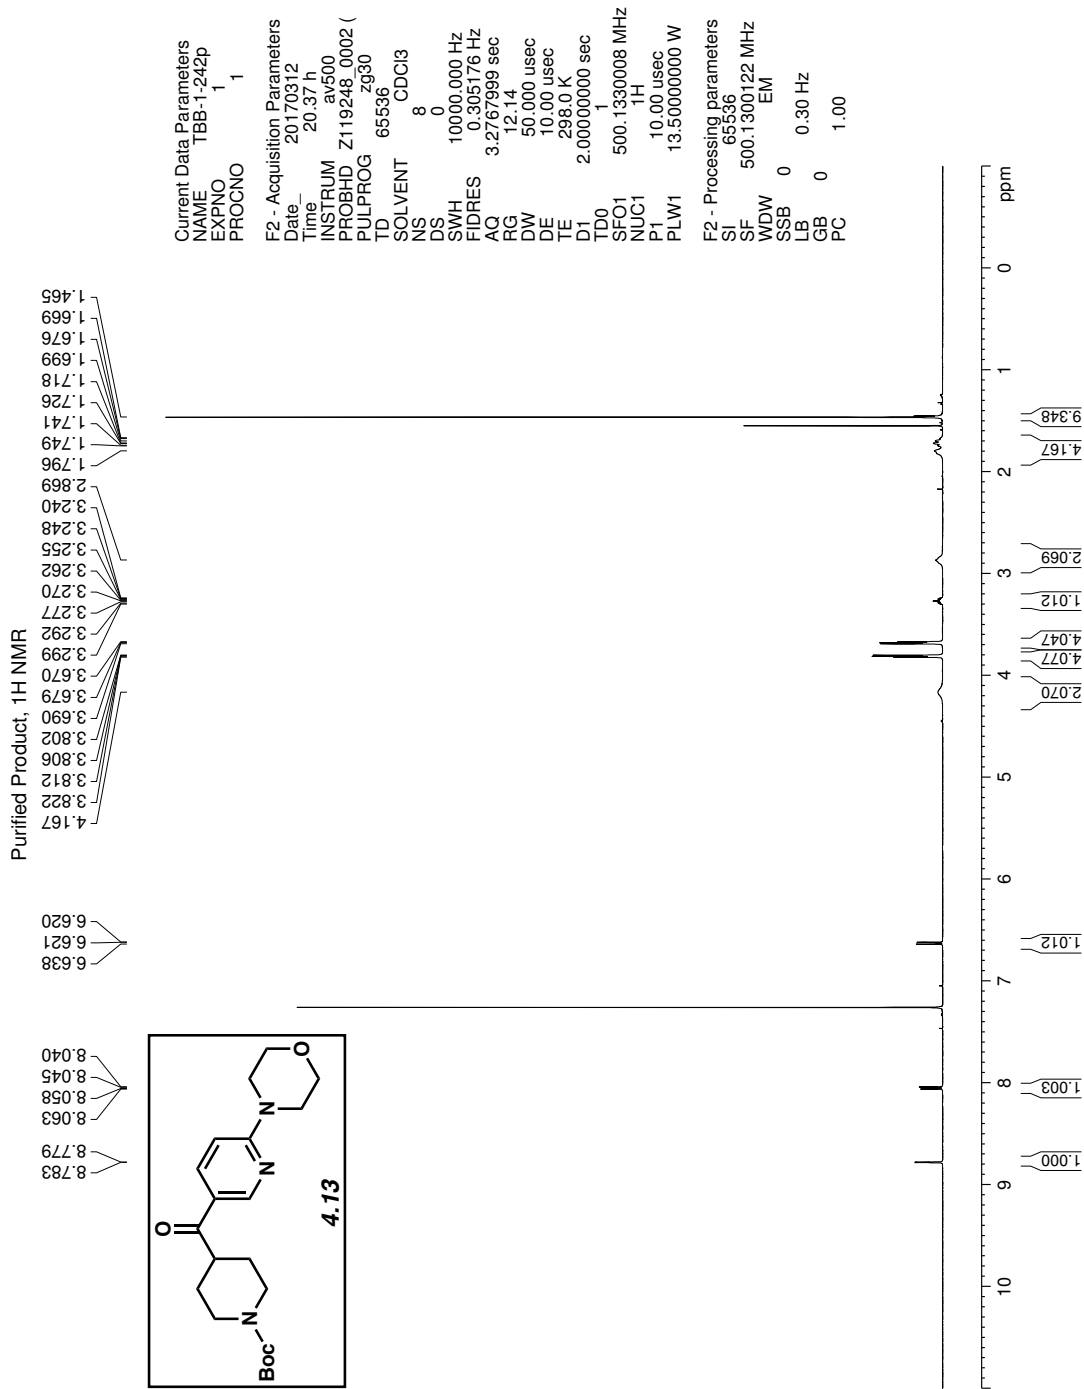 Purified Product, 1H NMR
8.783
8.779
8.063
8.058
8.045
8.040
6.638
6.621
6.620
4.167
3.822
3.812
3.806
3.802
3.690
3.679
3.670
3.299
3.292
3.277
3.270
3.262
3.255
3.248
3.240
2.869
1.796
1.749
1.741
1.726
1.718
1.699
1.676
1.669
1.465
Current Data Parameters
NAME TBB-1-242p
EXPNO 1
PROCNO 1
F2 - Acquisition Parameters
Date_ 20170312
Time 20.37 h
INSTRUM av500
PROBHD Z119248_0002 (
PULPROG zg30
TD 65536
SOLVENT CDCl3
NS 8
DS 0
SWH 10000.000 Hz
FIDRES 0.305176 Hz
AQ 3.2767999 sec
RG 12.14
DW 50.000 usec
DE 10.00 usec
TE 298.0 K
D1 2.00000000 sec
TD0 1
SFO1 500.1330008 MHz
NUC1 1H
P1 10.00 usec
PLW1 13.50000000 W
F2 - Processing parameters
SI 65536
SF 500.1300122 MHz
WDW EM
SSB 0
LB 0.30 Hz
GB 0
PC 1.00
O
N
N
O
N
Boc
4.13
10 9 8 7 6 5 4 3 2 1 0 ppm
1.000
1.003
1.012
2.070
4.077
4.047
1.012
2.069
4.167
9.348